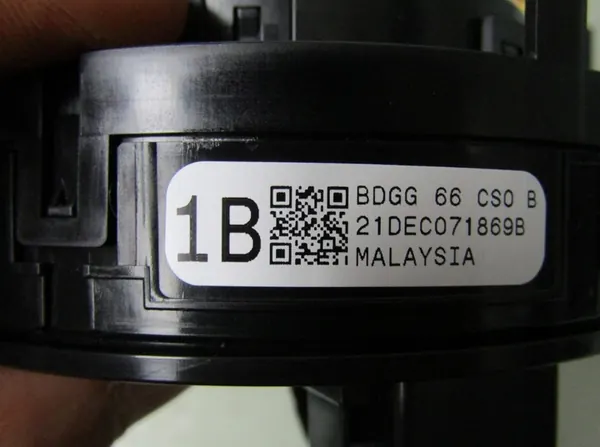 1B
BDGG 66 CS0 B
21DEC071869B
MALAYSIA